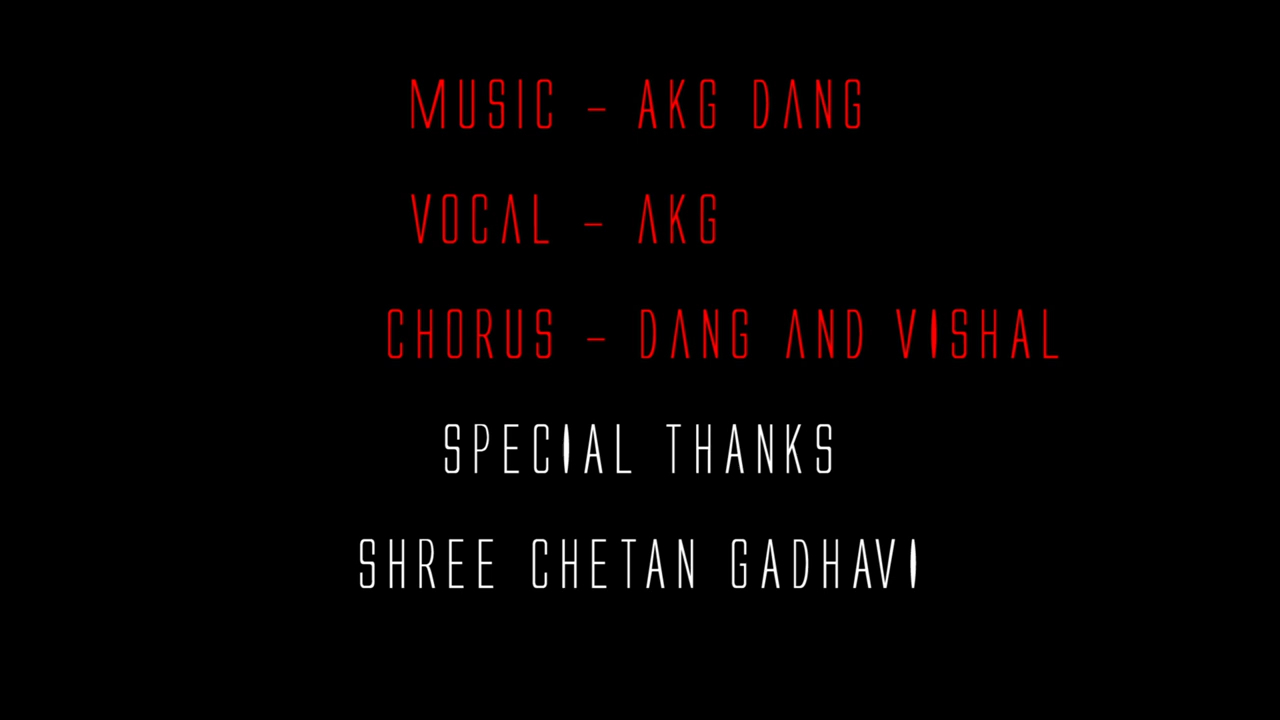 MUSIC - AKG DANG
VOCAL - AKG
CHORUS - DANG AND VISHAL
SPECIAL THANKS
SHREE CHETAN GADHAVI